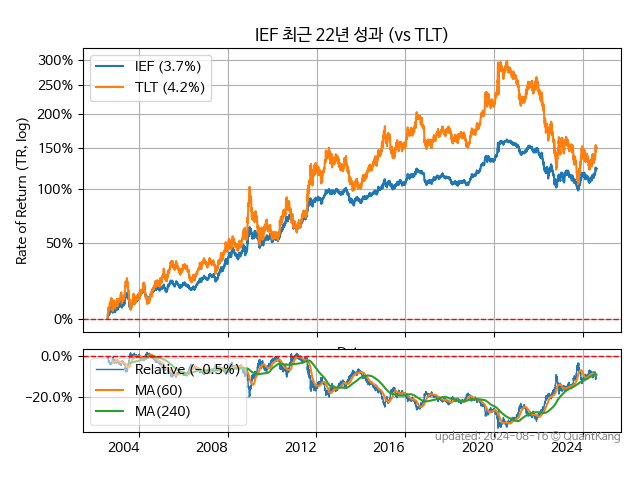 IEF 최근 22년 성과 (vs TLT)
Rate of Return (TR, log)
300%
250%
200%
150%
100%
50%
0%
IEF (3.7%)
TLT (4.2%)
0.0%
−20.0%
Relative (−0.5%)
MA(60)
MA(240)
2004 2008 2012 2016 2020 2024
updated: 2024-08-16 © QuantKang